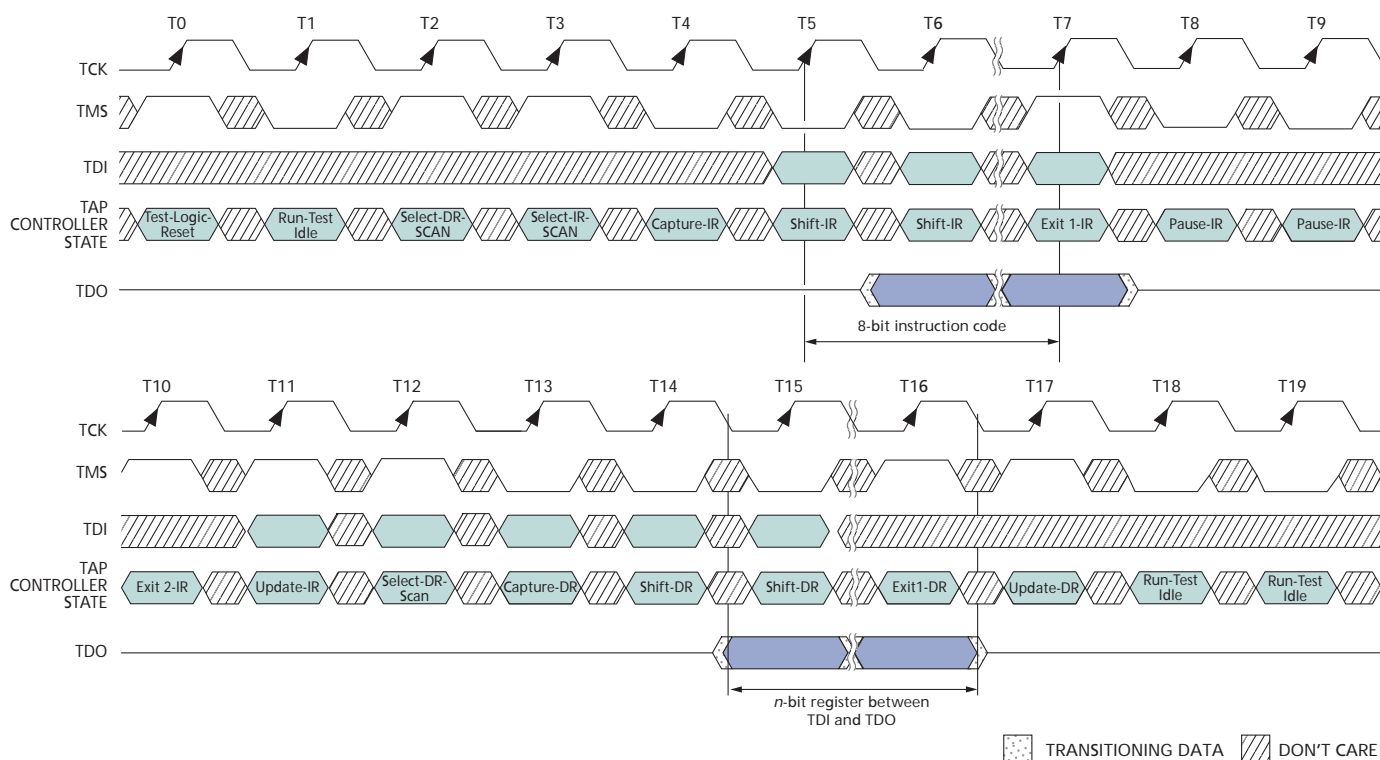 T0 T1 T2 T3 T4 T5 T6 T7 T8 T9
TCK
TMS
TDI
TAP
CONTROLLER
STATE
Test-Logic-
Reset
Run-Test
Idle
Select-DR-
SCAN
Select-IR-
SCAN
Capture-IR
Shift-IR
Shift-IR
Exit 1-IR
Pause-IR
Pause-IR
TDO
8-bit instruction code
T10 T11 T12 T13 T14 T15 T16 T17 T18 T19
TCK
TMS
TDI
TAP
CONTROLLER
STATE
Exit 2-IR
Update-IR
Select-DR-
Scan
Capture-DR
Shift-DR
Shift-DR
Exit1-DR
Update-DR
Run-Test
Idle
Run-Test
Idle
TDO
n-bit register between
TDI and TDO
TRANSITIONING DATA
DON'T CARE